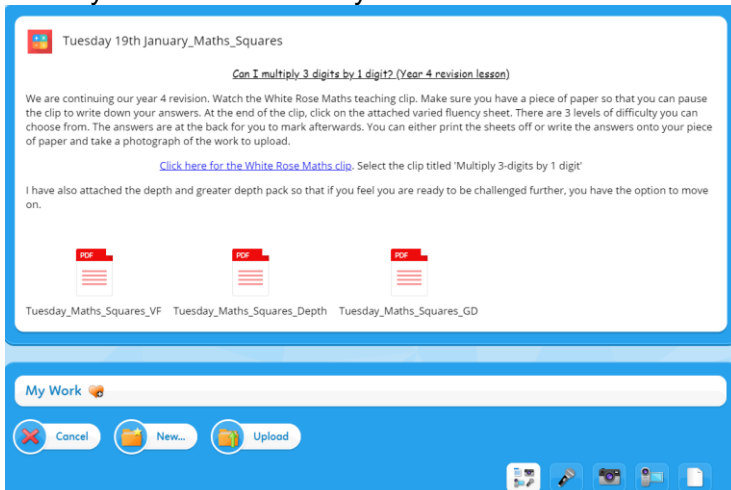 Tuesday 19th January_Maths_Squares
Can I multiply 3 digits by 1 digit? (Year 4 revision lesson)
We are continuing our year 4 revision. Watch the White Rose Maths teaching clip. Make sure you have a piece of paper so that you can pause
the clip to write down your answers. At the end of the clip, click on the attached varied fluency sheet. There are 3 levels of difficulty you can
choose from. The answers are at the back for you to mark afterwards. You can either print the sheets off or write the answers onto your piece
of paper and take a photograph of the work to upload.
Click here for the White Rose Maths clip. Select the clip titled 'Multiply 3-digits by 1 digit'
I have also attached the depth and greater depth pack so that if you feel you are ready to be challenged further, you have the option to move
on.
PDF PDF PDF
Tuesday_Maths_Squares_VF Tuesday_Maths_Squares_Depth Tuesday_Maths_Squares_GD
My Work
Cancel New... Upload